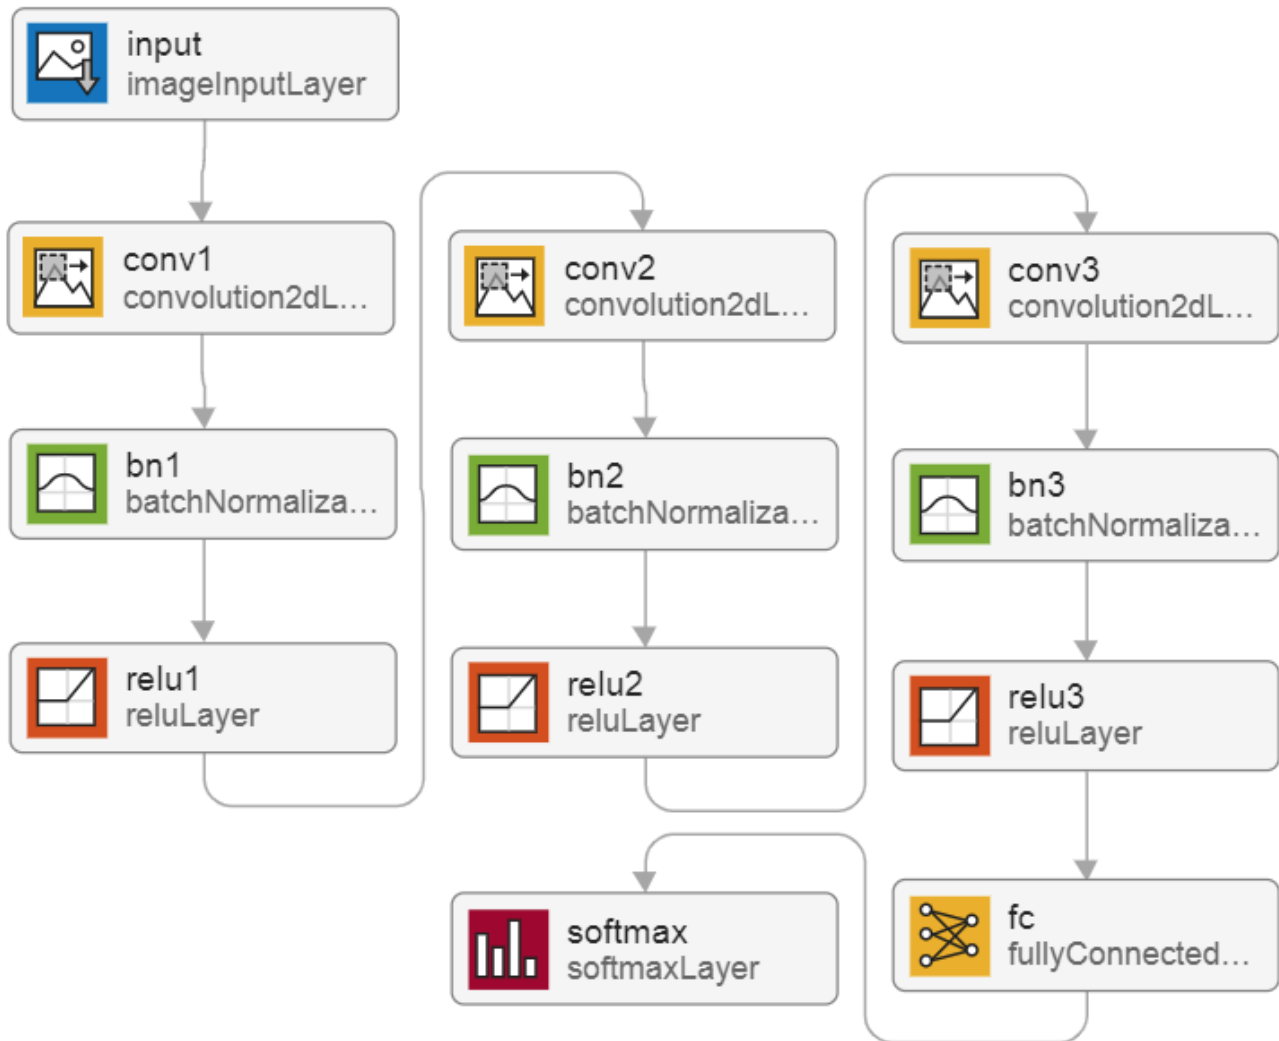 input
imageInputLayer
conv1
convolution2dL...
bn1
batchNormaliza...
relu1
reluLayer
conv2
convolution2dL...
bn2
batchNormaliza...
relu2
reluLayer
conv3
convolution2dL...
bn3
batchNormaliza...
relu3
reluLayer
fc
fullyConnected...
softmax
softmaxLayer